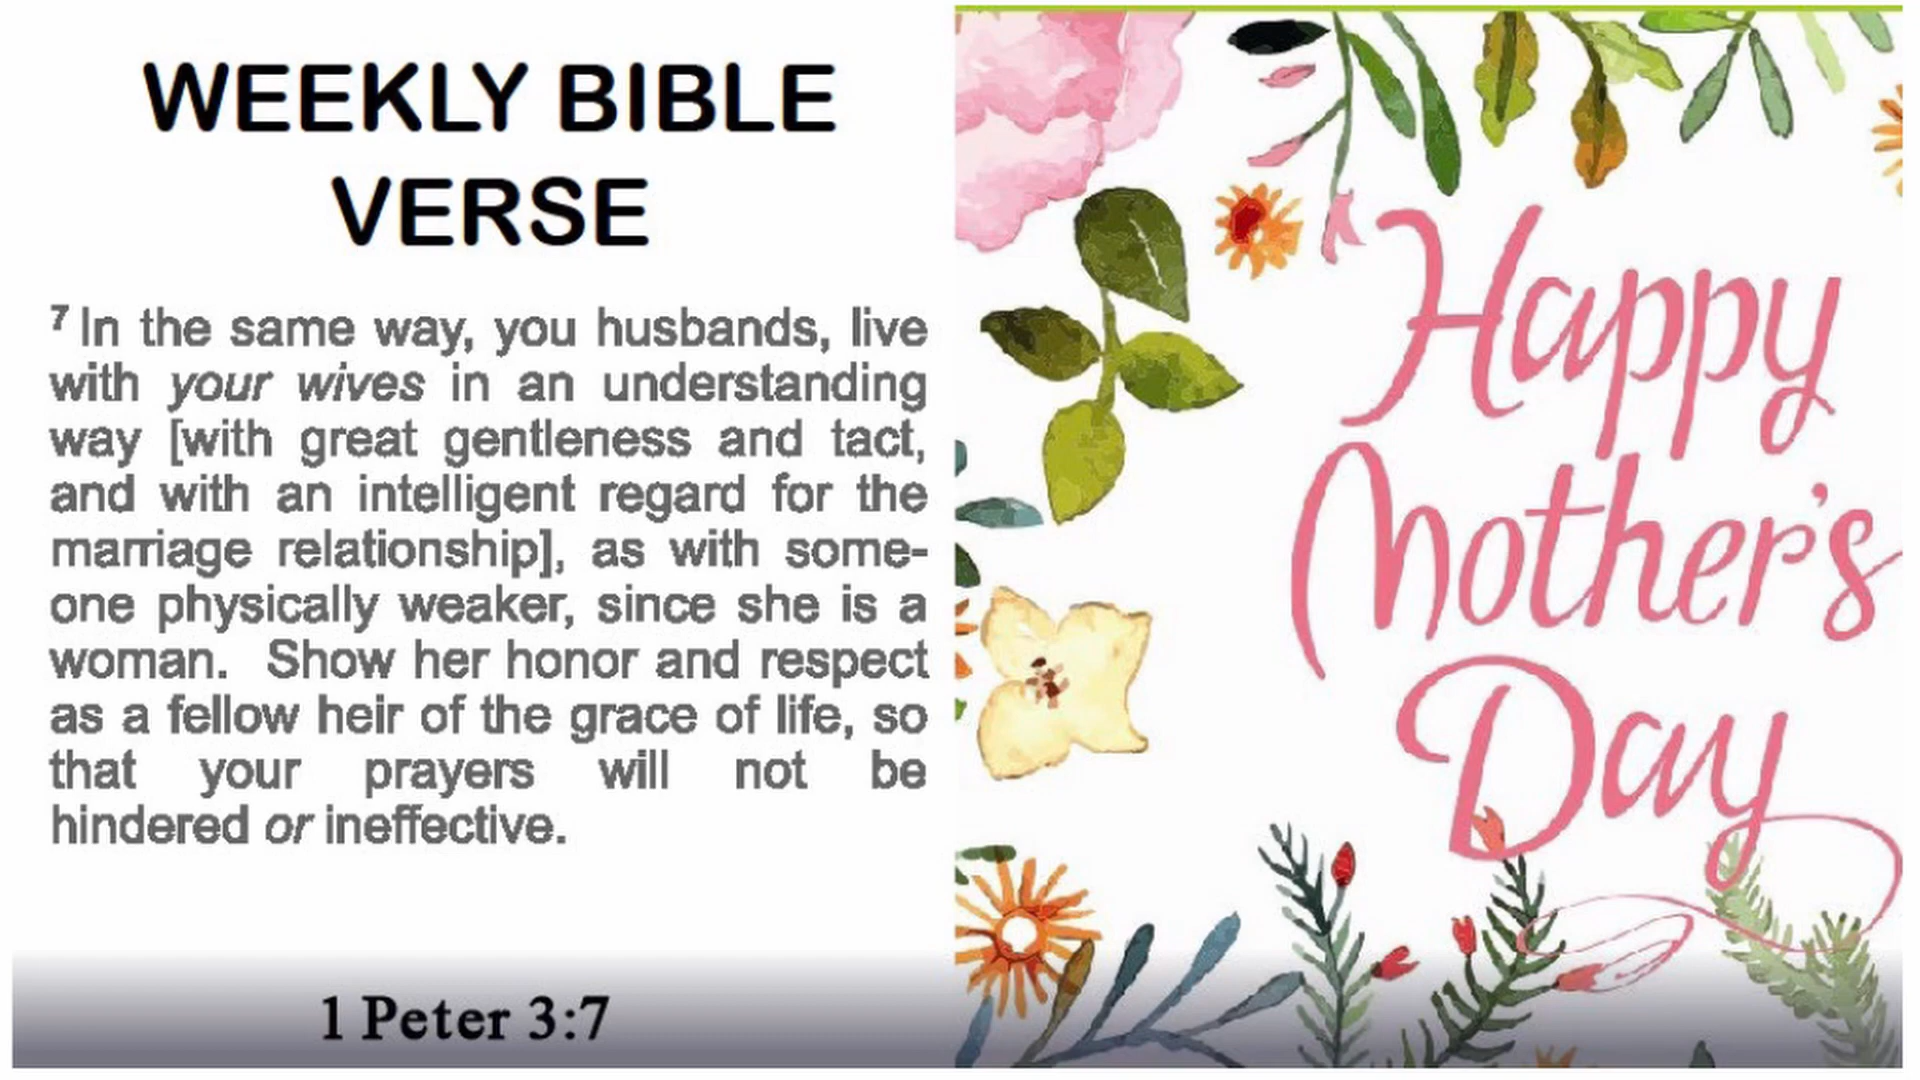 WEEKLY BIBLE
VERSE
7 In the same way, you husbands, live
with your wives in an understanding
way [with great gentleness and tact,
and with an intelligent regard for the
marriage relationship], as with some-
one physically weaker, since she is a
woman.  Show her honor and respect
as a fellow heir of the grace of life, so
that your prayers will not be
hindered or ineffective.
1 Peter 3:7
Happy
Mother's
Day